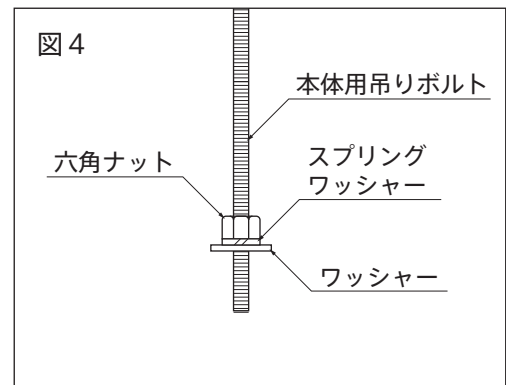 図4
本体用吊りボルト
六角ナット
スプリング
ワッシャー
ワッシャー